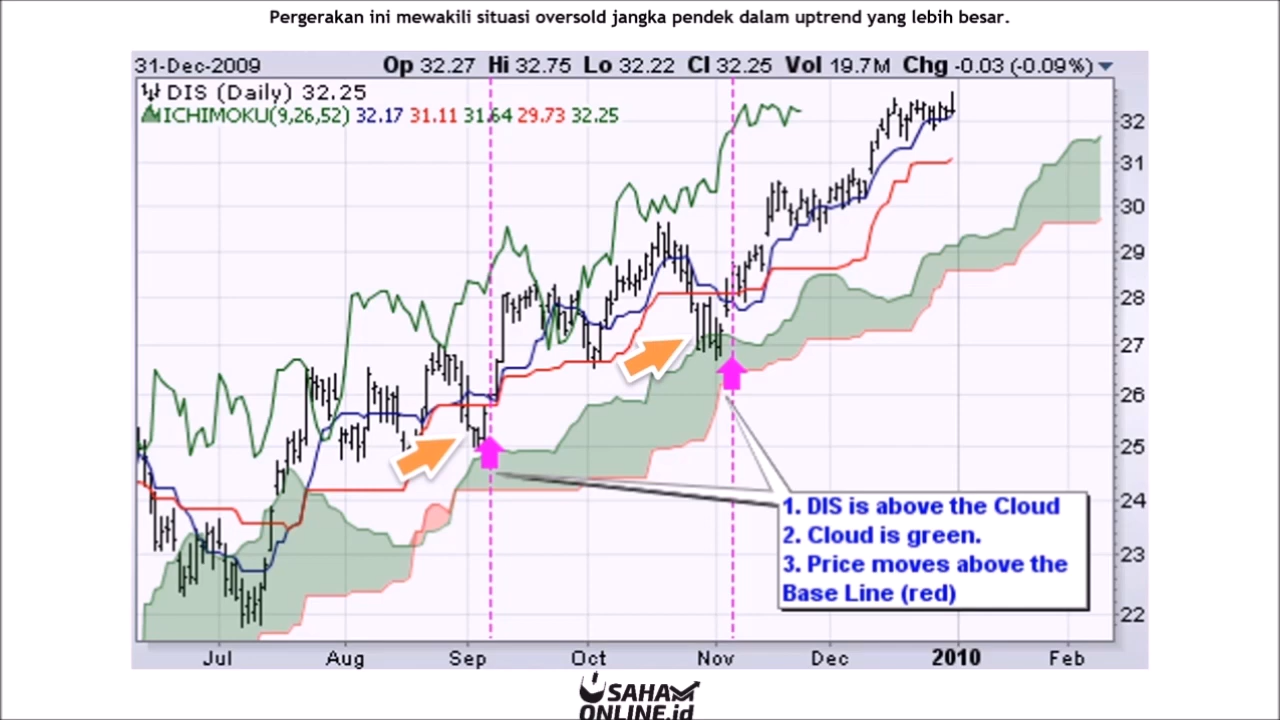 Pergerakan ini mewakili situasi oversold jangka pendek dalam uptrend yang lebih besar.
31-Dec-2009 Op 32.27 Hi 32.75 Lo 32.22 Cl 32.25 Vol 19.7M Chg -0.03 (-0.09%)
DIS (Daily) 32.25
ICHIMOKU(9,26,52) 32.17 31.11 31.64 29.73 32.25
32
31
30
29
28
27
26
25
24
23
22
1. DIS is above the Cloud
2. Cloud is green.
3. Price moves above the
Base Line (red)
Jul Aug Sep Oct Nov Dec 2010 Feb
SAHAM
ONLINE.id